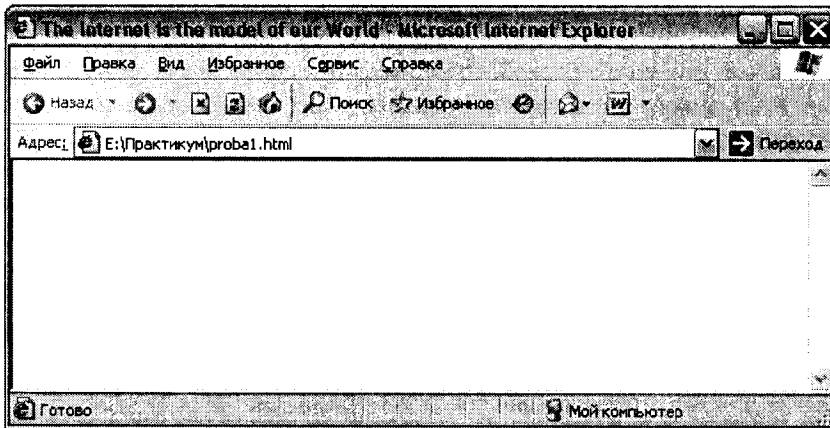 The Internet is the model of our World - Microsoft Internet Explorer
Файл Правка Вид Избранное Сервис Справка
Назад Поиск Избранное
Адрес: E:\Практикум\proba1.html Переход
Готово Мой компьютер